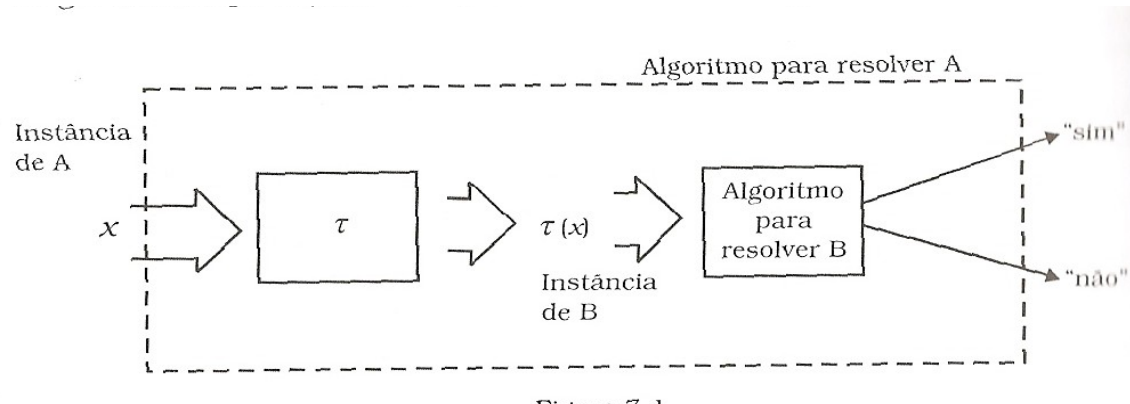 Algoritmo para resolver A
Instância
de A
x
τ
τ (x)
Instância
de B
Algoritmo
para
resolver B
"sim"
"não"